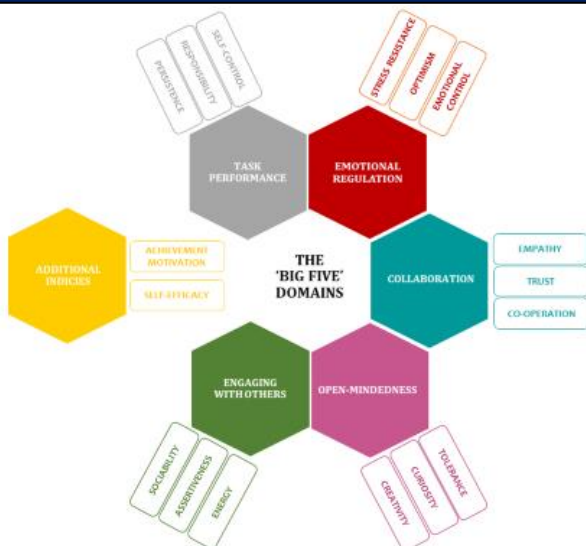 SELF-CONTROL
RESPONSIBILITY
PERSISTENCE
STRESS RESISTANCE
OPTIMISM
EMOTIONAL
CONTROL
TASK
PERFORMANCE
EMOTIONAL
REGULATION
ADDITIONAL
INDICIES
ACHIEVEMENT
MOTIVATION
SELF-EFFICACY
THE
'BIG FIVE'
DOMAINS
COLLABORATION
EMPATHY
TRUST
CO-OPERATION
ENGAGING
WITH OTHERS
OPEN-MINDEDNESS
SOCIABILITY
ASSERTIVENESS
ENERGY
TOLERANCE
CURIOSITY
CREATIVITY